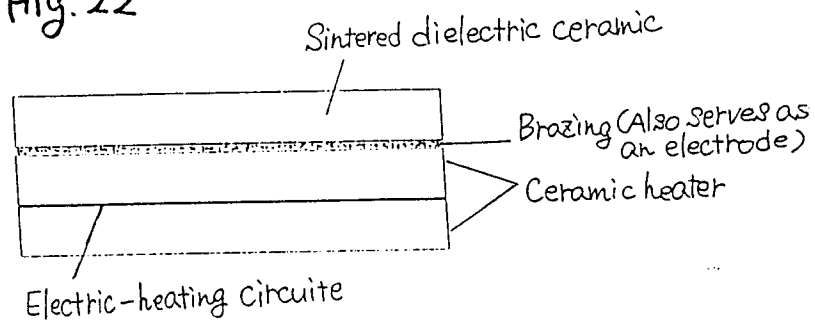 Fig. 22
Sintered dielectric ceramic
Brazing (Also serves as
an electrode)
Ceramic heater
Electric-heating circuite